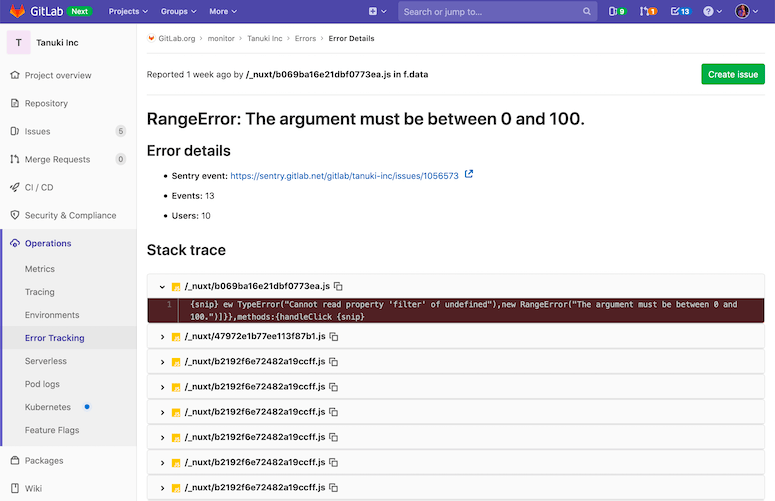 GitLab Next Projects Groups More Search or jump to... 9 1 13
T Tanuki Inc
Project overview
Repository
Issues 5
Merge Requests 0
CI / CD
Security & Compliance
Operations
Metrics
Tracing
Environments
Error Tracking
Serverless
Pod logs
Kubernetes
Feature Flags
Packages
Wiki
GitLab.org > monitor > Tanuki Inc > Errors > Error Details
Reported 1 week ago by /_nuxt/b069ba16e21dbf0773ea.js in f.data
Create issue
RangeError: The argument must be between 0 and 100.
Error details
• Sentry event: https://sentry.gitlab.net/gitlab/tanuki-inc/issues/1056573
• Events: 13
• Users: 10
Stack trace
/_nuxt/b069ba16e21dbf0773ea.js
1 {snip} ew TypeError("Cannot read property 'filter' of undefined"),new RangeError("The argument must be between 0 and
100.")]}},methods:{handleClick {snip}
/_nuxt/47972e1b77ee113f87b1.js
/_nuxt/b2192f6e72482a19ccff.js
/_nuxt/b2192f6e72482a19ccff.js
/_nuxt/b2192f6e72482a19ccff.js
/_nuxt/b2192f6e72482a19ccff.js
/_nuxt/b2192f6e72482a19ccff.js
/_nuxt/b2192f6e72482a19ccff.js